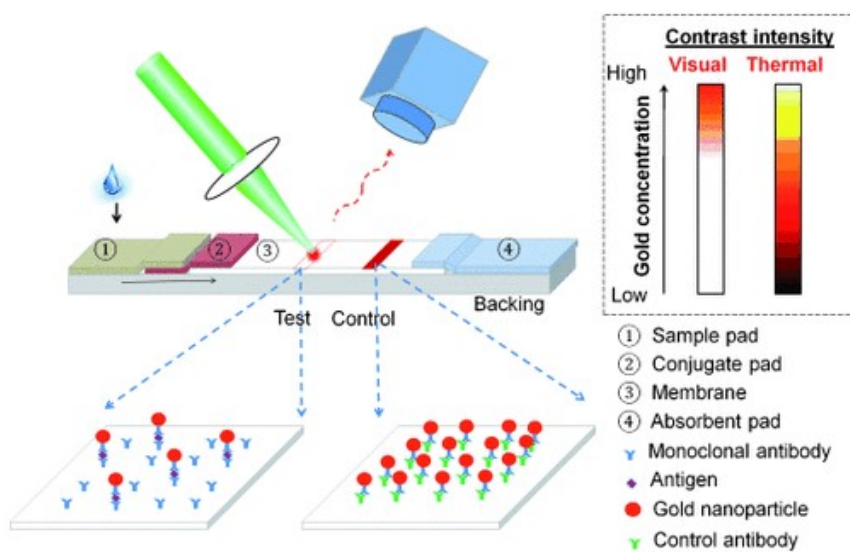 Contrast intensity
Visual Thermal
High
Gold concentration
Low
①
②
③
④
Test
Control
Backing
① Sample pad
② Conjugate pad
③ Membrane
④ Absorbent pad
Monoclonal antibody
Antigen
Gold nanoparticle
Control antibody